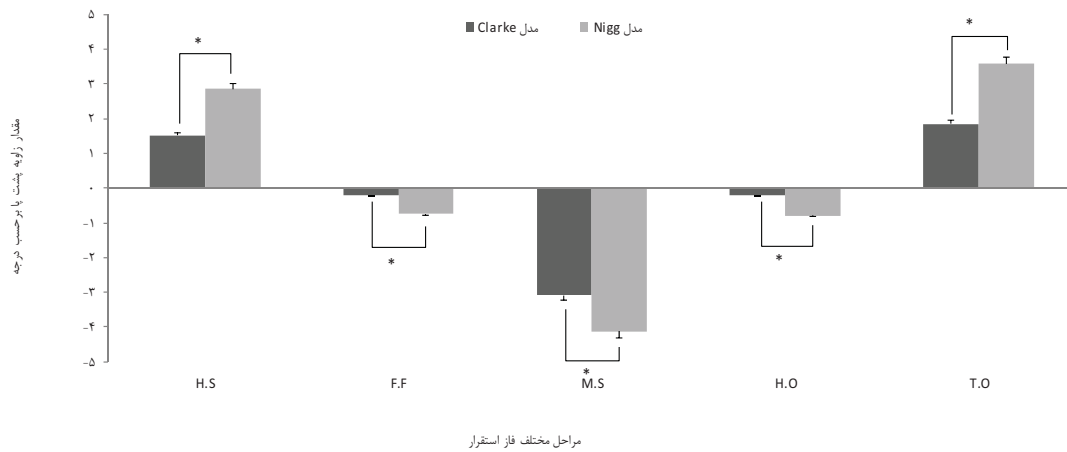 مدل Clarke
مدل Nigg
مقدار زاویه پشت پا برحسب درجه
۵
۴
۳
۲
۱
۰
-۱
-۲
-۳
-۴
-۵
*
*
*
*
*
H.S
F.F
M.S
H.O
T.O
مراحل مختلف فاز استقرار